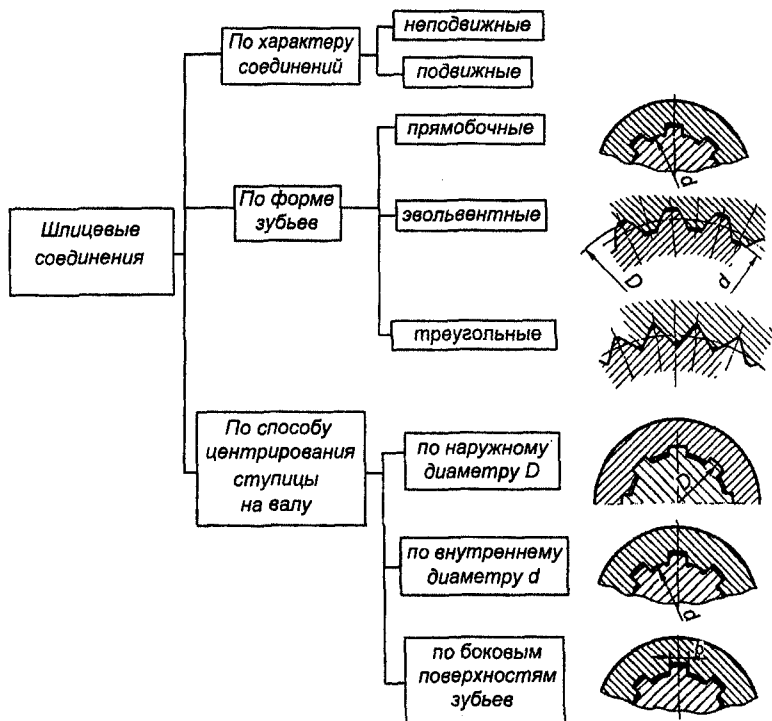 Шлицевые
соединения
По характеру
соединений
неподвижные
подвижные
По форме
зубьев
прямобочные
d
эвольвентные
D
d
треугольные
По способу
центрирования
ступицы
на валу
по наружному
диаметру D
D
по внутреннему
диаметру d
d
по боковым
поверхностям
зубьев
b